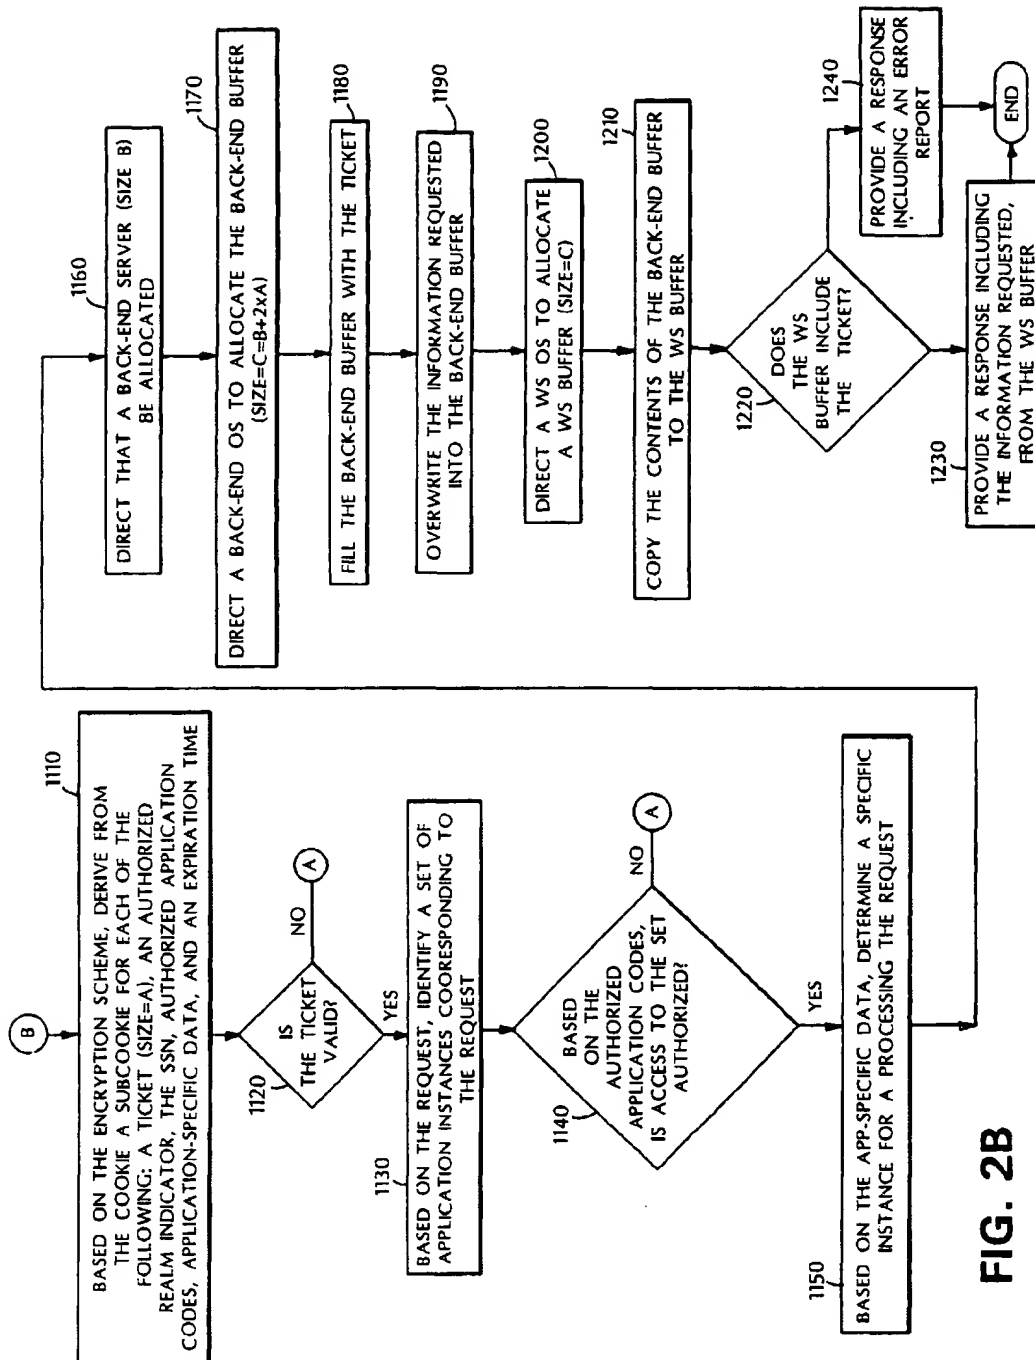 B
1110
BASED ON THE ENCRYPTION SCHEME, DERIVE FROM
THE COOKIE A SUBCOOKIE FOR EACH OF THE
FOLLOWING: A TICKET (SIZE=A), AN AUTHORIZED
REALM INDICATOR, THE SSN, AUTHORIZED APPLICATION
CODES, APPLICATION-SPECIFIC DATA, AND AN EXPIRATION TIME
1120
IS
THE TICKET
VALID?
NO
A
YES
1130
BASED ON THE REQUEST, IDENTIFY A SET OF
APPLICATION INSTANCES COORESPONDING TO
THE REQUEST
1140
BASED
ON THE
AUTHORIZED
APPLICATION CODES,
IS ACCESS TO THE SET
AUTHORIZED?
NO
A
YES
1150
BASED ON THE APP-SPECIFIC DATA, DETERMINE A SPECIFIC
INSTANCE FOR A PROCESSING THE REQUEST
1160
DIRECT THAT A BACK-END SERVER (SIZE B)
BE ALLOCATED
1170
DIRECT A BACK-END OS TO ALLOCATE THE BACK-END BUFFER
(SIZE=C=B+2xA)
1180
FILL THE BACK-END BUFFER WITH THE TICKET
1190
OVERWRITE THE INFORMATION REQUESTED
INTO THE BACK-END BUFFER
1200
DIRECT A WS OS TO ALLOCATE
A WS BUFFER (SIZE=C)
1210
COPY THE CONTENTS OF THE BACK-END BUFFER
TO THE WS BUFFER
1220
DOES
THE WS
BUFFER INCLUDE
THE TICKET?
1230
PROVIDE A RESPONSE INCLUDING
THE INFORMATION REQUESTED,
FROM THE WS BUFFER
1240
PROVIDE A RESPONSE
INCLUDING AN ERROR
REPORT
END
FIG. 2B